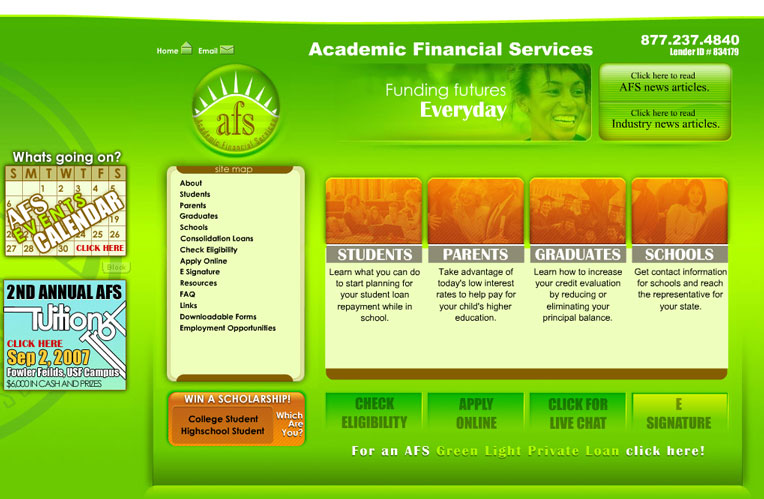 Home
Email
Academic Financial Services
877.237.4840
Lender ID # 834179
Funding futures
Everyday
Click here to read
AFS news articles.
Click here to read
Industry news articles.
afs
Academic Financial Services
Whats going on?
S M T W T F S
1 2 3 4 5
AFS
EVENTS
CALENDAR
19
24 25 26
27 28 30
CLICK HERE
2ND ANNUAL AFS
Tuition
CLICK HERE
Sep 2, 2007
Fowler Feilds, USF Campus
$6,000 IN CASH AND PRIZES
site map
About
Students
Parents
Graduates
Schools
Consolidation Loans
Check Eligibility
Apply Online
E Signature
Resources
FAQ
Links
Downloadable Forms
Employment Opportunities
WIN A SCHOLARSHIP!
College Student
Highschool Student
Which
Are
You?
STUDENTS
Learn what you can do
to start planning for
your student loan
repayment while in
school.
PARENTS
Take advantage of
today's low interest
rates to help pay for
your child's higher
education.
GRADUATES
Learn how to increase
your credit evaluation
by reducing or
eliminating your
principal balance.
SCHOOLS
Get contact information
for schools and reach
the representative for
your state.
CHECK
ELIGIBILITY
APPLY
ONLINE
CLICK FOR
LIVE CHAT
E
SIGNATURE
For an AFS Green Light Private Loan click here!